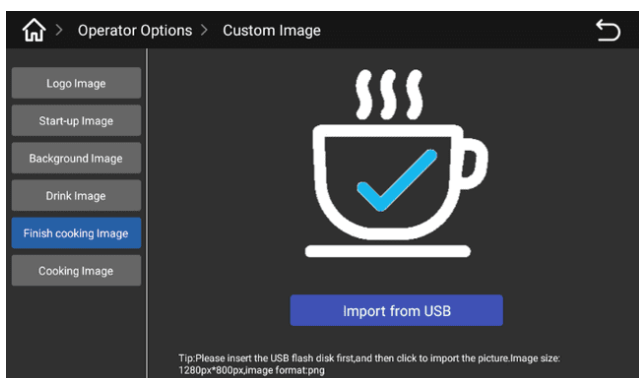 > Operator Options > Custom Image
Logo Image
Start-up Image
Background Image
Drink Image
Finish cooking Image
Cooking Image
Import from USB
Tip:Please insert the USB flash disk first,and then click to import the picture.Image size:
1280px*800px,image format:png